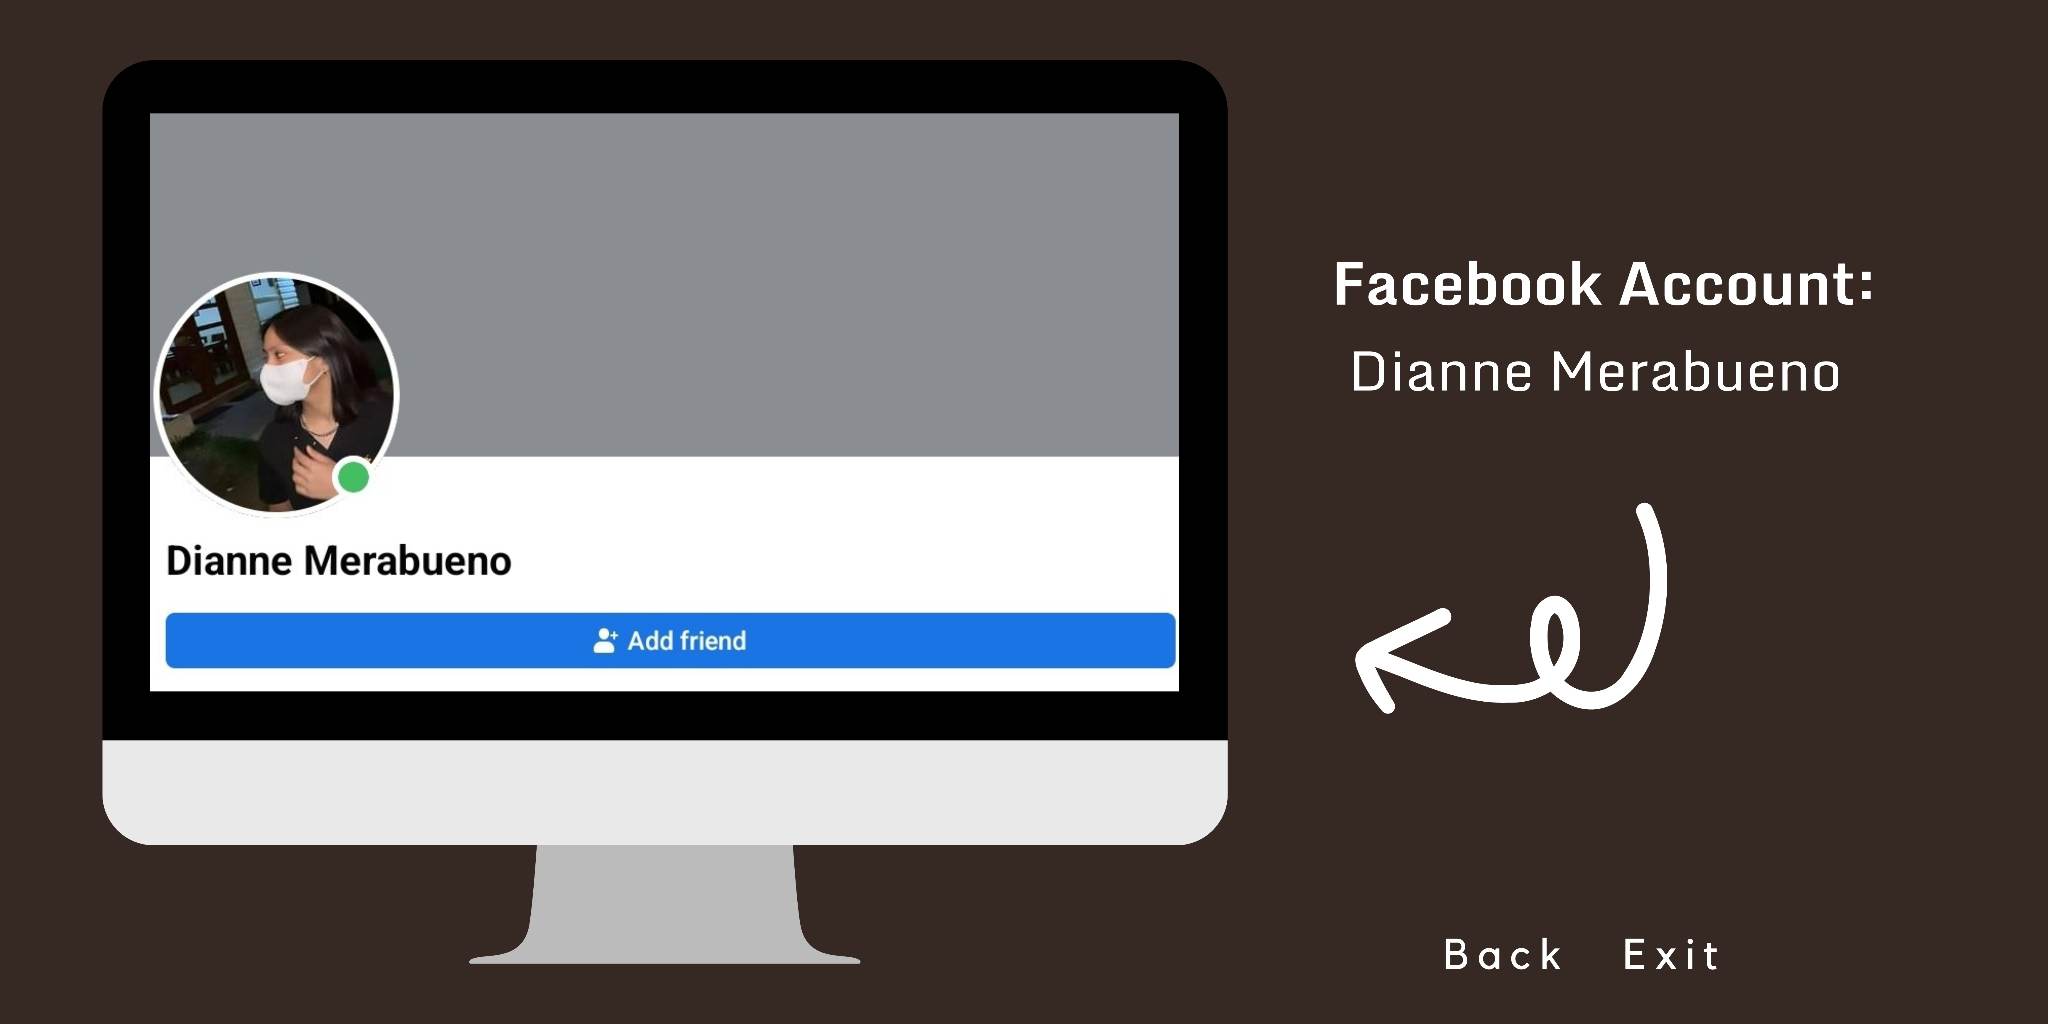 Facebook Account:
Dianne Merabueno
Dianne Merabueno
Add friend
Back Exit